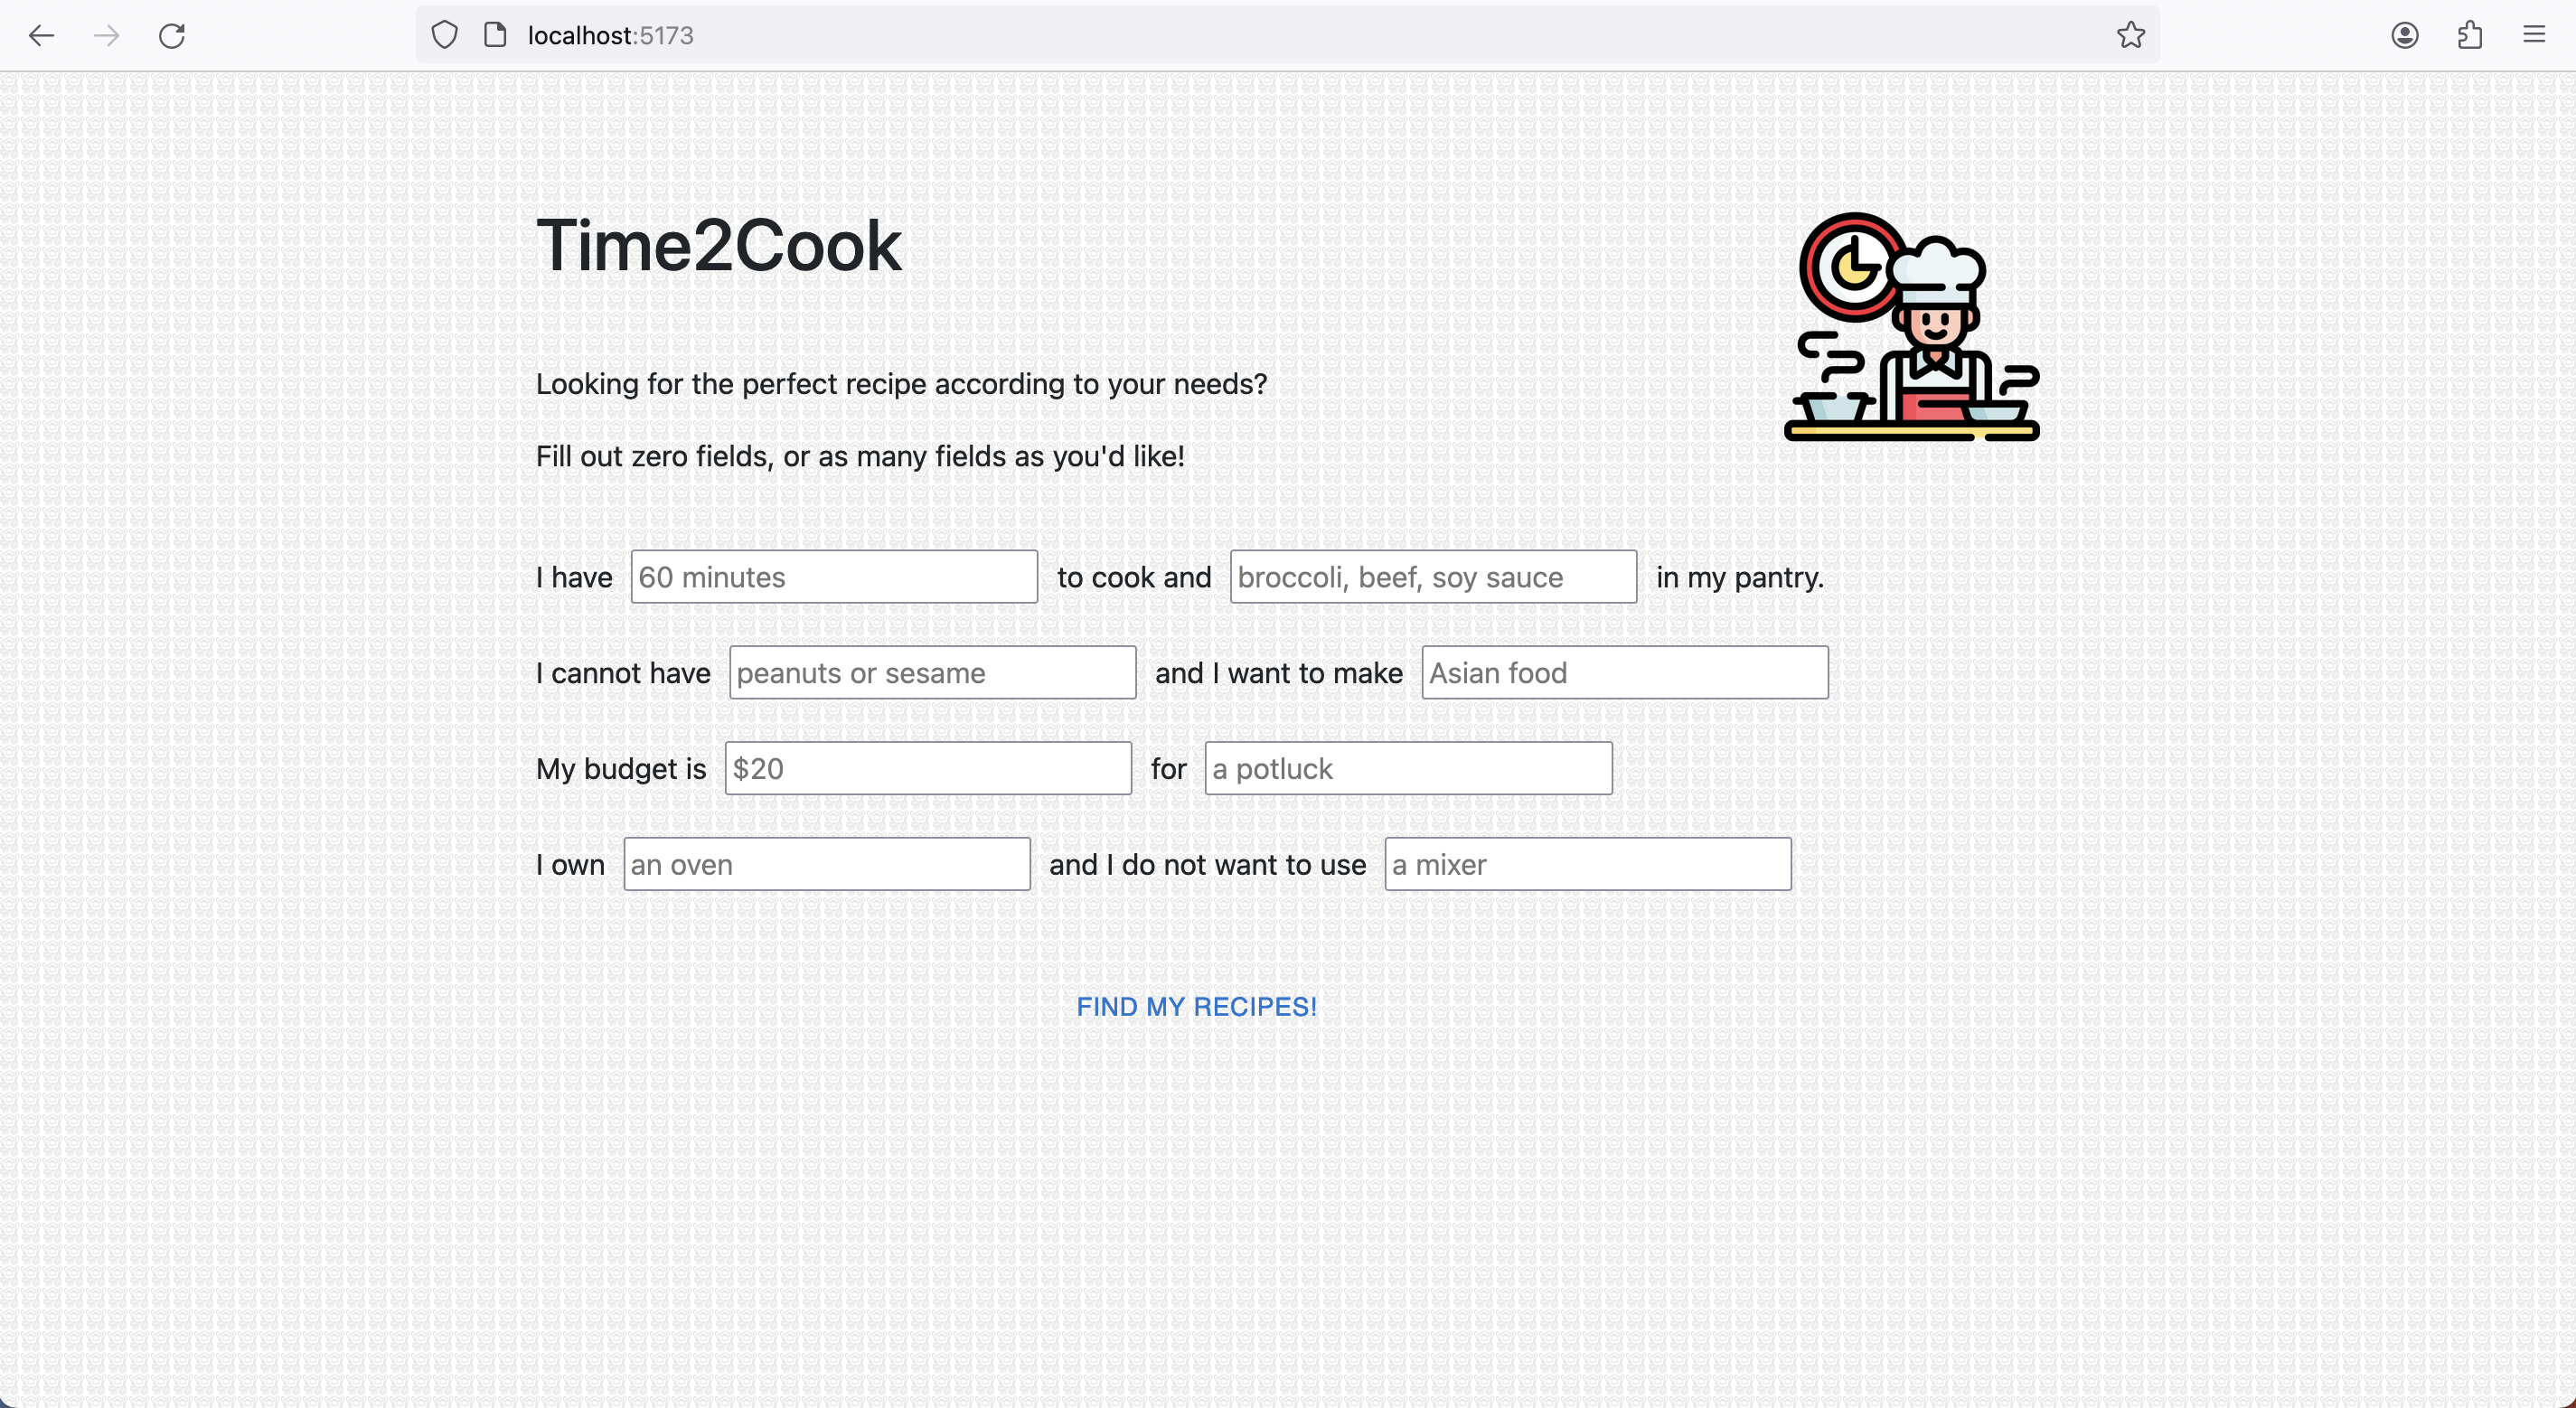 localhost:5173
Time2Cook
Looking for the perfect recipe according to your needs?
Fill out zero fields, or as many fields as you'd like!
I have 60 minutes to cook and broccoli, beef, soy sauce in my pantry.
I cannot have peanuts or sesame and I want to make Asian food
My budget is $20 for a potluck
I own an oven and I do not want to use a mixer
FIND MY RECIPES!